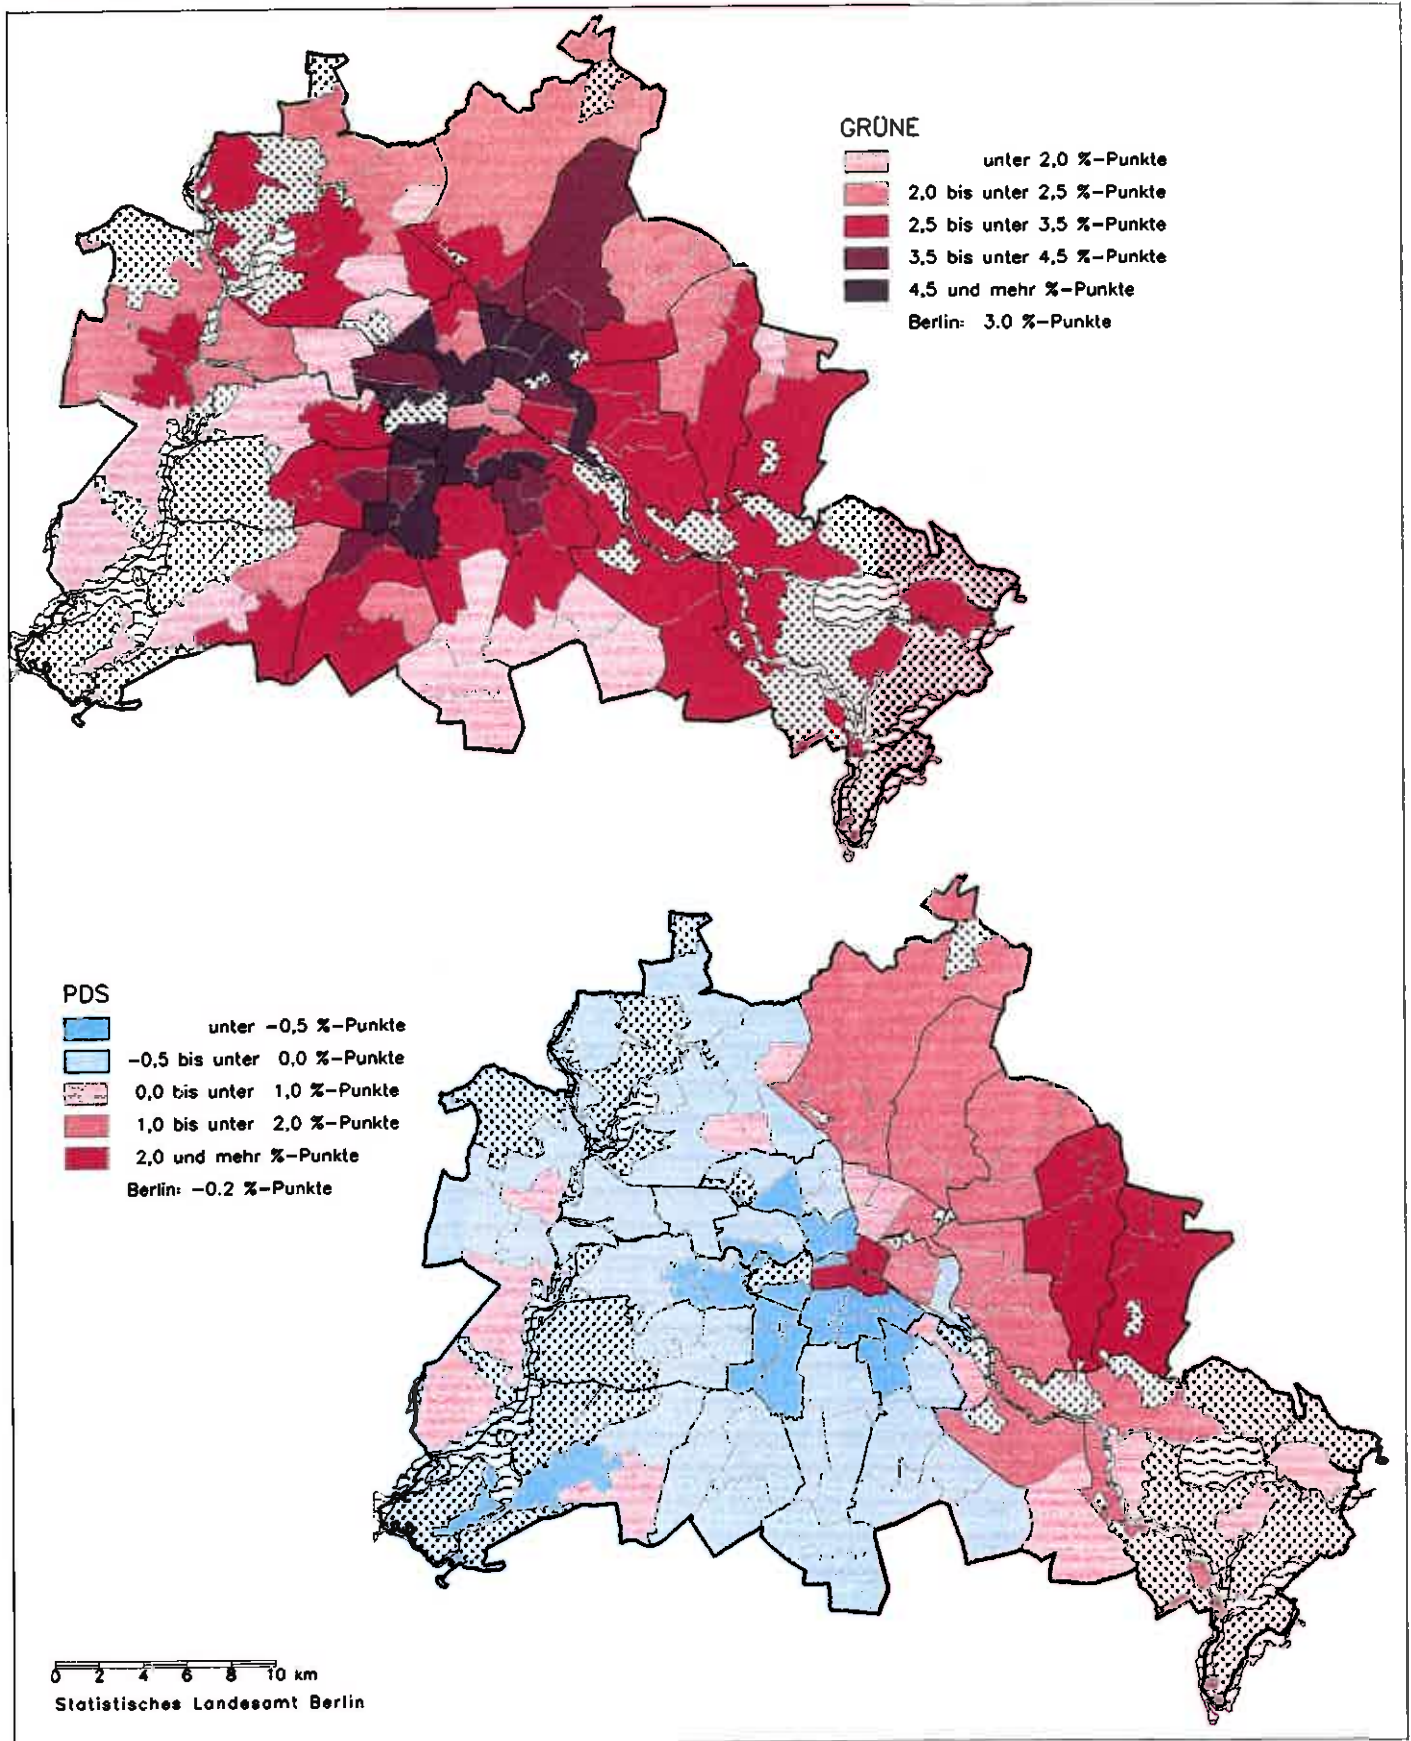 GRÜNE
unter 2,0 %-Punkte
2,0 bis unter 2,5 %-Punkte
2,5 bis unter 3,5 %-Punkte
3,5 bis unter 4,5 %-Punkte
4,5 und mehr %-Punkte
Berlin: 3.0 %-Punkte
PDS
unter -0,5 %-Punkte
-0,5 bis unter 0,0 %-Punkte
0,0 bis unter 1,0 %-Punkte
1,0 bis unter 2,0 %-Punkte
2,0 und mehr %-Punkte
Berlin: -0.2 %-Punkte
0 2 4 6 8 10 km
Statistisches Landesamt Berlin